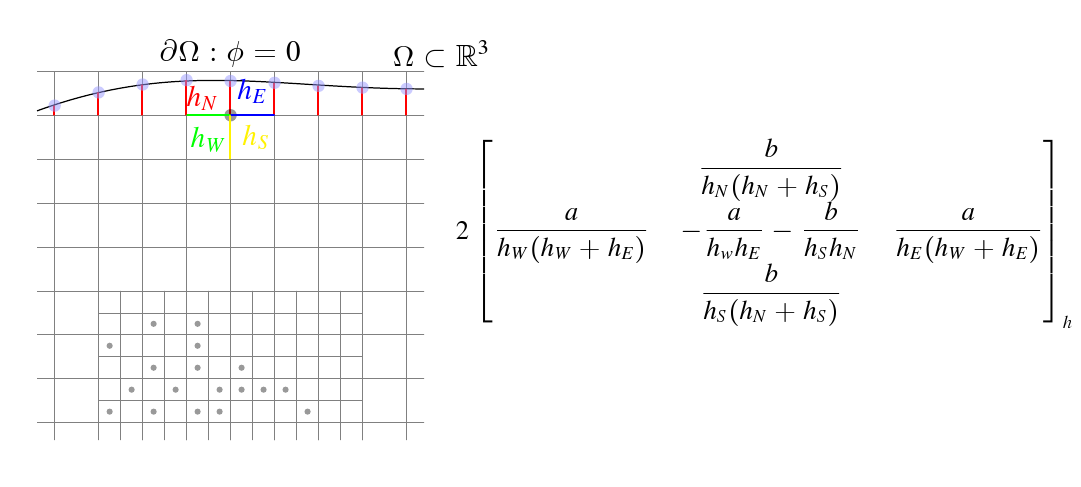 ∂Ω : ϕ = 0
Ω ⊂ ℝ³
h_N
h_E
h_W
h_S
b
h_N(h_N + h_S)
2 [ a/(h_W(h_W + h_E)) − a/(h_w h_E) − b/(h_S h_N) a/(h_E(h_W + h_E)) ]_h
b
h_S(h_N + h_S)